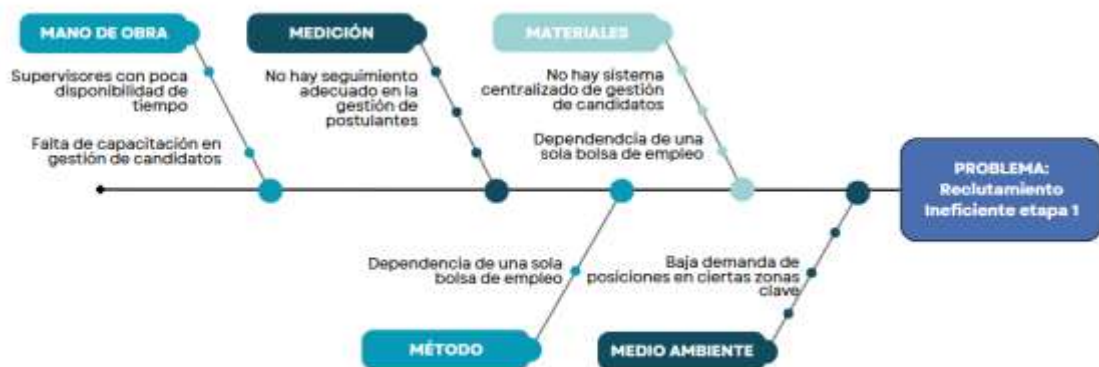 MANO DE OBRA
Supervisores con poca
disponibilidad de
tiempo
Falta de capacitación en
gestión de candidatos
MEDICIÓN
No hay seguimiento
adecuado en la
gestión de
postulantes
MATERIALES
No hay sistema
centralizado de gestión
de candidatos
Dependendcía de una
sola bolsa de empleo
PROBLEMA:
Reclutamiento
Ineficiente etapa 1
Dependencia de una sola
bolsa de empleo
MÉTODO
Baja demanda de
posiciones en ciertas zonas
clave
MEDIO AMBIENTE